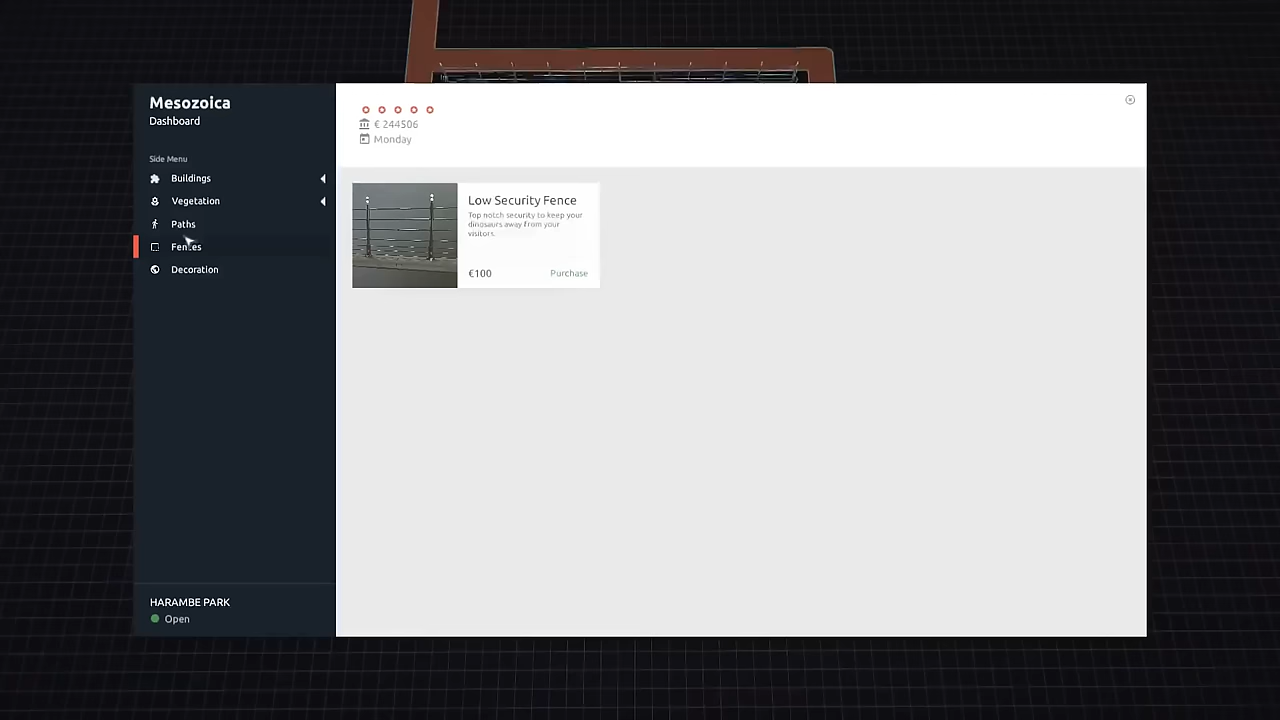 Mesozoica
Dashboard
Side Menu
Buildings
Vegetation
Paths
Fences
Decoration
HARAMBE PARK
Open
€ 244506
Monday
Low Security Fence
Top notch security to keep your
dinosaurs away from your
visitors.
€100 Purchase